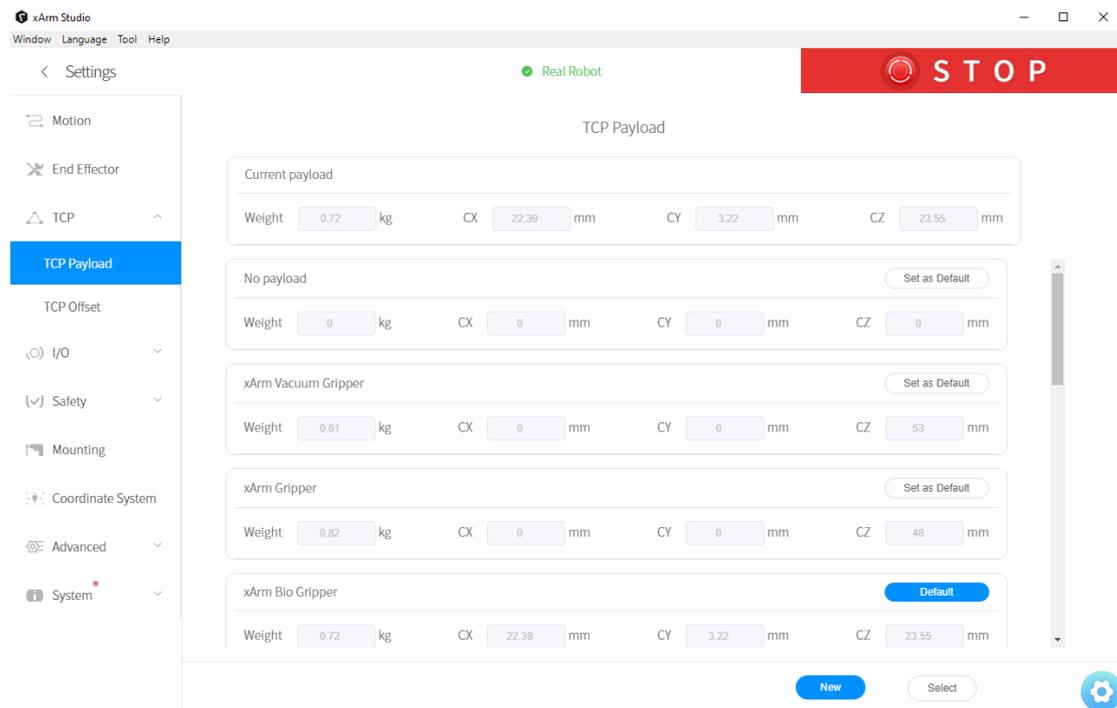 xArm Studio
Window Language Tool Help
Settings
Real Robot
STOP
Motion
End Effector
TCP
TCP Payload
TCP Offset
I/O
Safety
Mounting
Coordinate System
Advanced
System
TCP Payload
Current payload
Weight 0.72 kg CX 22.39 mm CY 3.22 mm CZ 23.55 mm
No payload Set as Default
Weight 0 kg CX 0 mm CY 0 mm CZ 0 mm
xArm Vacuum Gripper Set as Default
Weight 0.61 kg CX 0 mm CY 0 mm CZ 53 mm
xArm Gripper Set as Default
Weight 0.82 kg CX 0 mm CY 0 mm CZ 48 mm
xArm Bio Gripper Default
Weight 0.72 kg CX 22.39 mm CY 3.22 mm CZ 23.55 mm
New Select